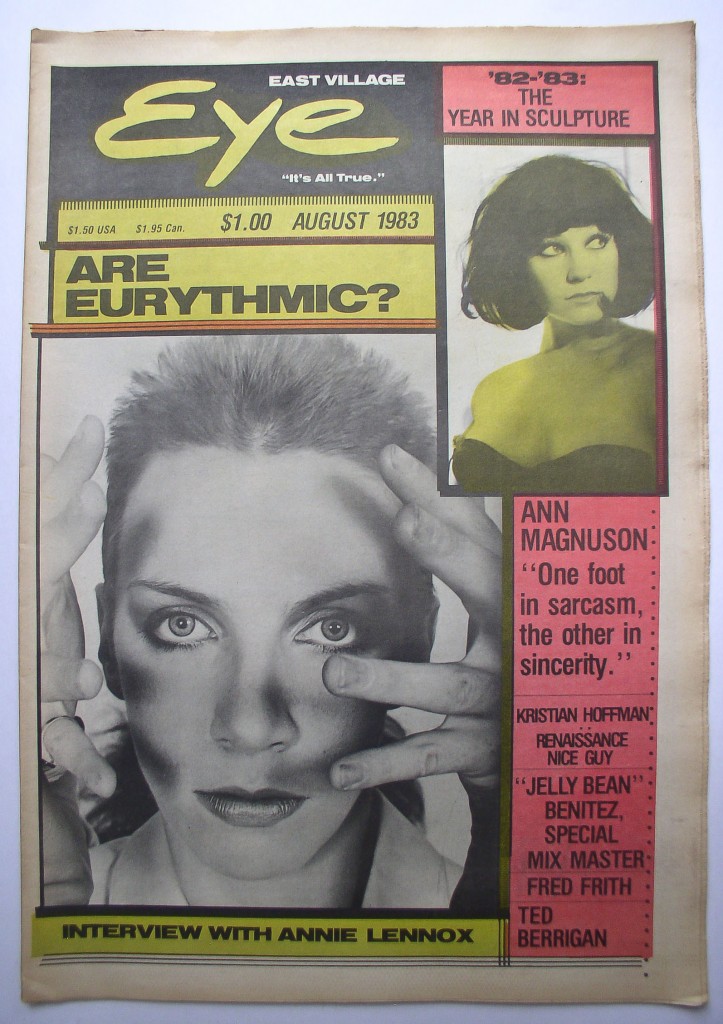 EAST VILLAGE
Eye
"It's All True."
$1.50 USA $1.95 Can. $1.00 AUGUST 1983
ARE
EURYTHMIC?
'82-'83:
THE
YEAR IN SCULPTURE
ANN
MAGNUSON
"One foot
in sarcasm,
the other in
sincerity."
KRISTIAN HOFFMAN
RENAISSANCE
NICE GUY
"JELLY BEAN"
BENITEZ,
SPECIAL
MIX MASTER
FRED FRITH
TED
BERRIGAN
INTERVIEW WITH ANNIE LENNOX